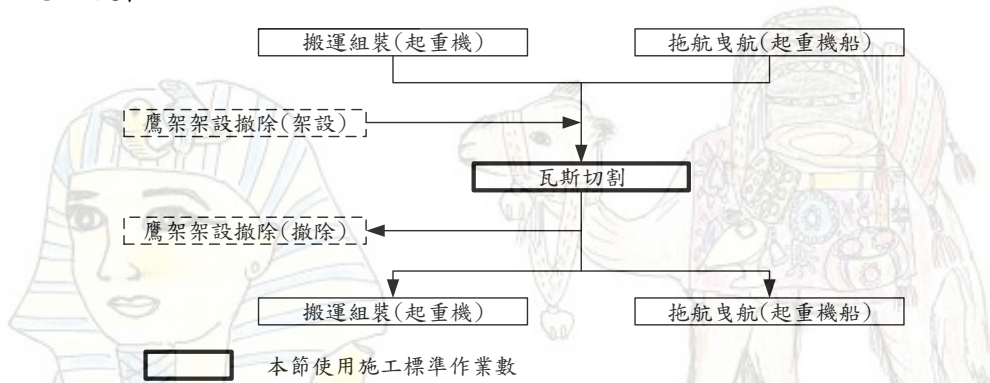 搬運組裝(起重機)
拖航曳航(起重機船)
鷹架架設撤除(架設)
瓦斯切割
鷹架架設撤除(撤除)
搬運組裝(起重機)
拖航曳航(起重機船)
本節使用施工標準作業數